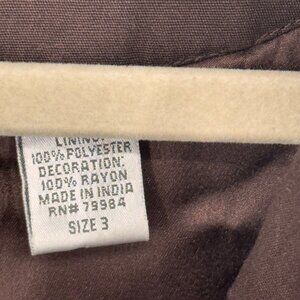 LINING:
100% POLYESTER
DECORATION:
100% RAYON
MADE IN INDIA
RN# 79984
SIZE 3